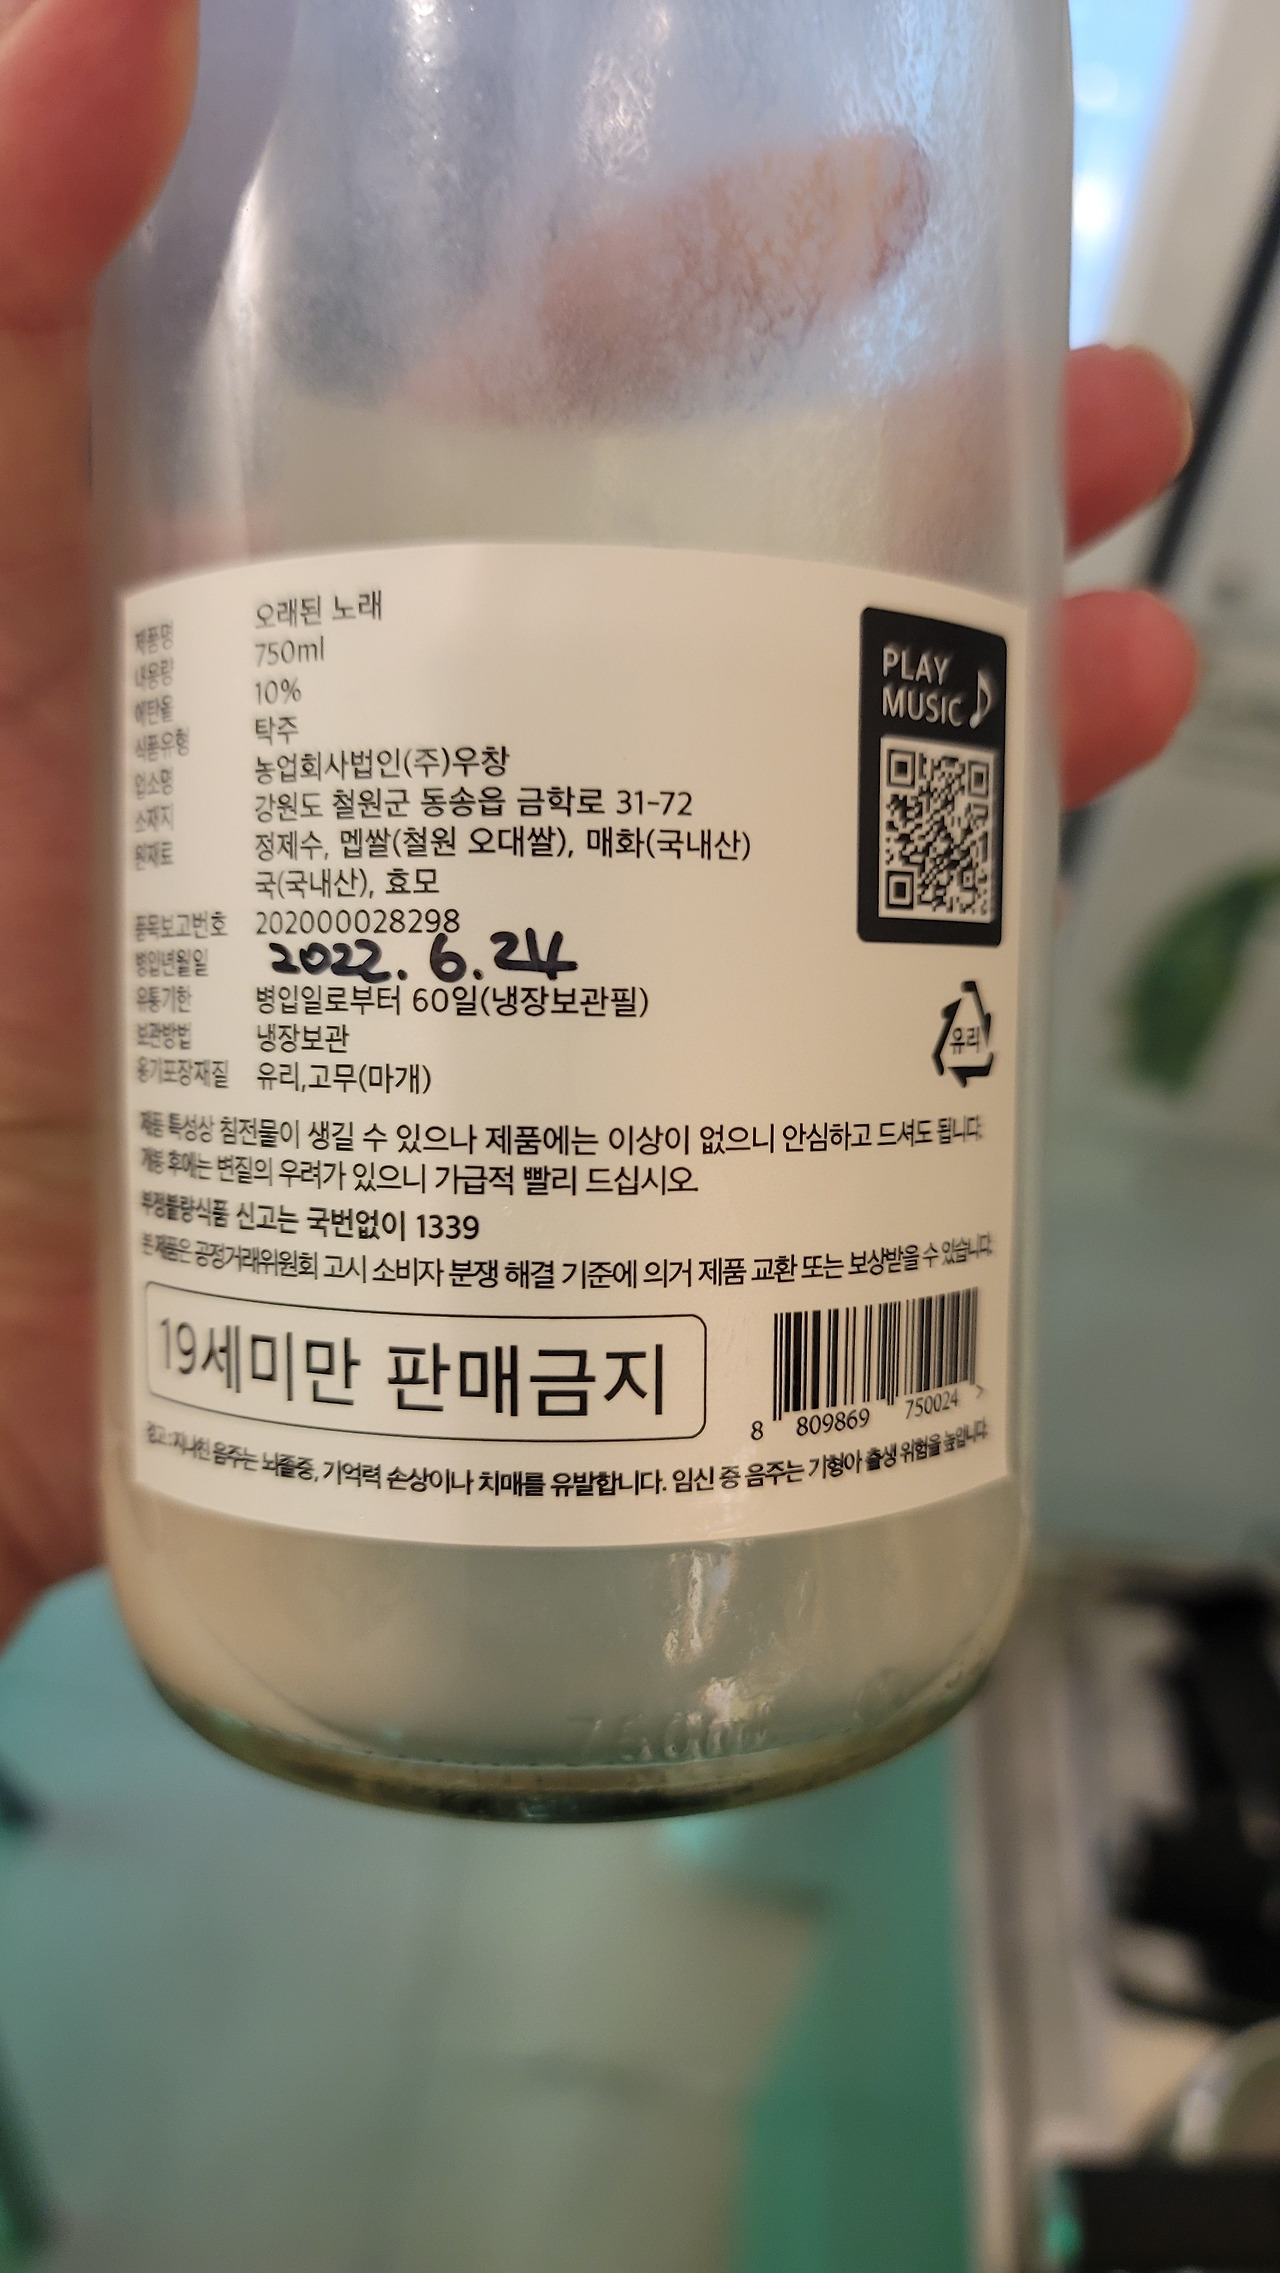 제품명 오래된 노래
내용량 750ml
에탄올 10%
식품유형 탁주
업소명 농업회사법인(주)우창
소재지 강원도 철원군 동송읍 금학로 31-72
원재료 정제수, 멥쌀(철원 오대쌀), 매화(국내산)
국(국내산), 효모
품목보고번호 202000028298
병입년월일 2022. 6. 24
유통기한 병입일로부터 60일(냉장보관필)
보관방법 냉장보관
용기포장재질 유리,고무(마개)
제품 특성상 침전물이 생길 수 있으나 제품에는 이상이 없으니 안심하고 드셔도 됩니다.
개봉 후에는 변질의 우려가 있으니 가급적 빨리 드십시오.
부정불량식품 신고는 국번없이 1339
본 제품은 공정거래위원회 고시 소비자 분쟁 해결 기준에 의거 제품 교환 또는 보상받을 수 있습니다.
19세미만 판매금지
경고 : 지나친 음주는 뇌졸중, 기억력 손상이나 치매를 유발합니다. 임신 중 음주는 기형아 출생 위험을 높입니다.
PLAY
MUSIC
유리
8 809869 750024 >
750ml